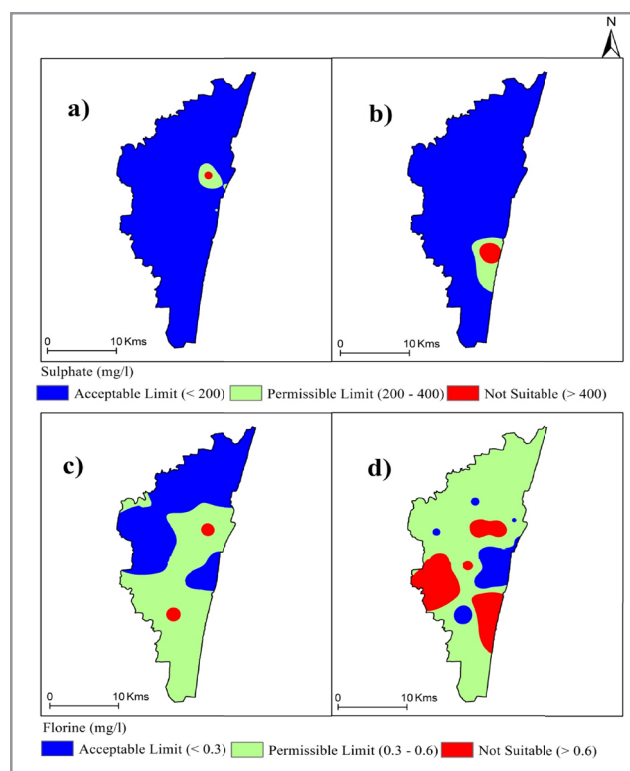 N
a)
b)
0 10 Kms
0 10 Kms
Sulphate (mg/l)
Acceptable Limit (< 200) Permissible Limit (200 - 400) Not Suitable (> 400)
c)
d)
0 10 Kms
0 10 Kms
Florine (mg/l)
Acceptable Limit (< 0.3) Permissible Limit (0.3 - 0.6) Not Suitable (> 0.6)